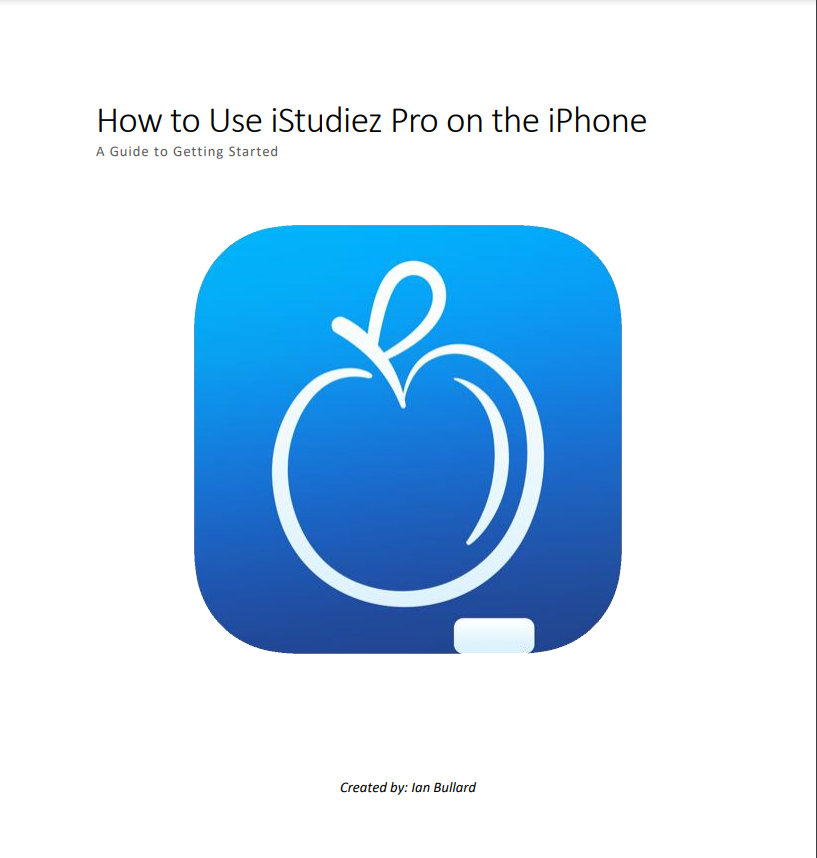 How to Use iStudiez Pro on the iPhone
A Guide to Getting Started
Created by: Ian Bullard